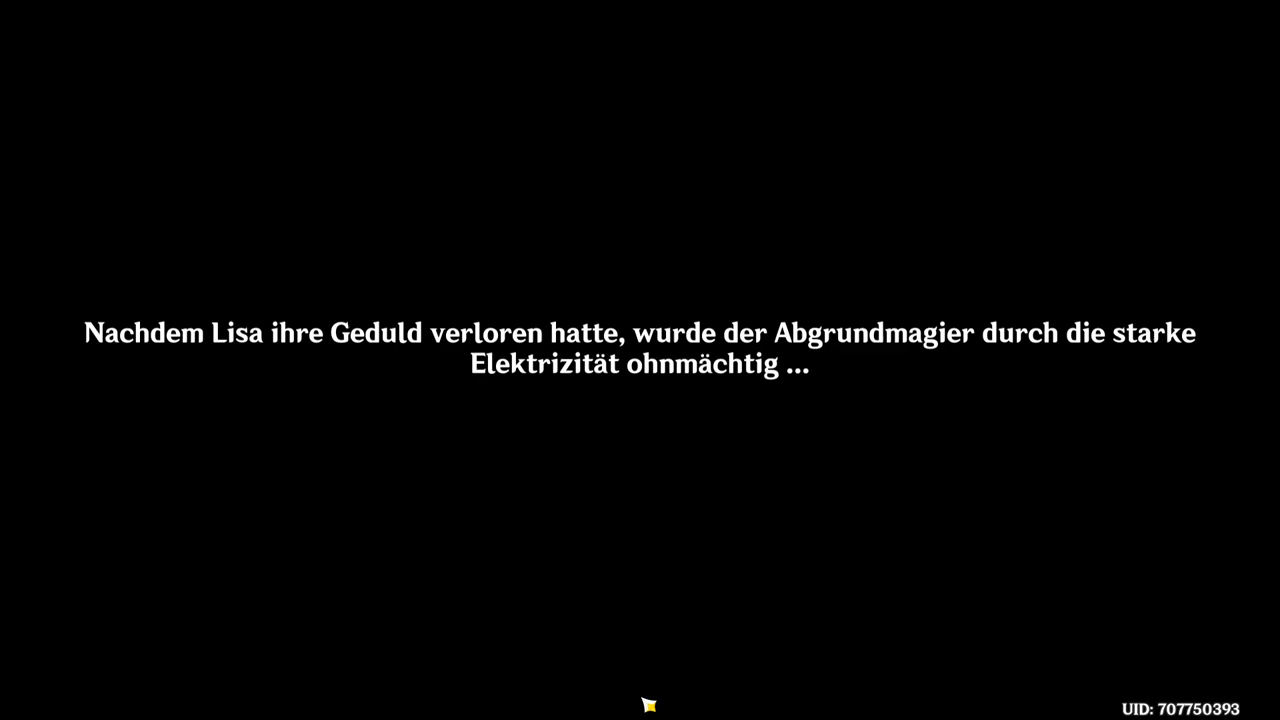 Nachdem Lisa ihre Geduld verloren hatte, wurde der Abgrundmagier durch die starke
Elektrizität ohnmächtig ...
UID: 707750393